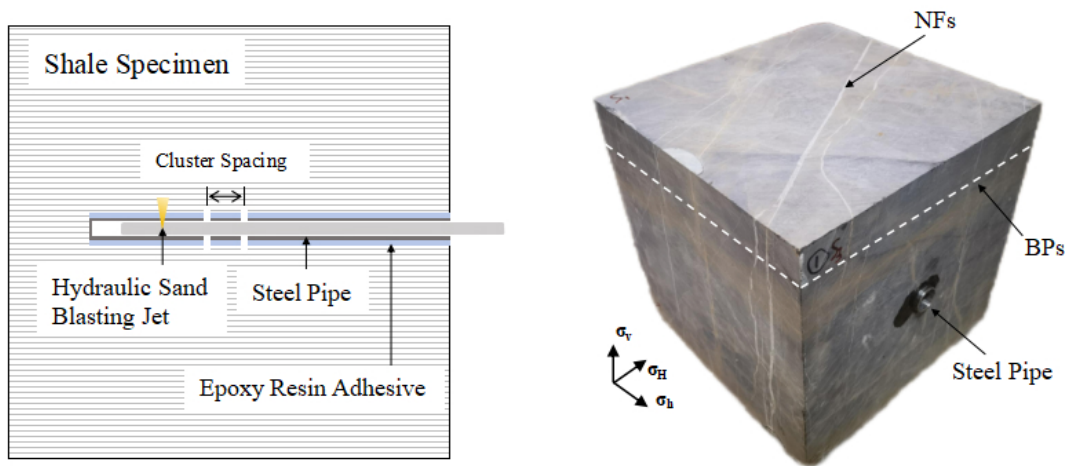 Shale Specimen
Cluster Spacing
Hydraulic Sand
Blasting Jet
Steel Pipe
Epoxy Resin Adhesive
NFs
BPs
Steel Pipe
σv
σH
σh
①